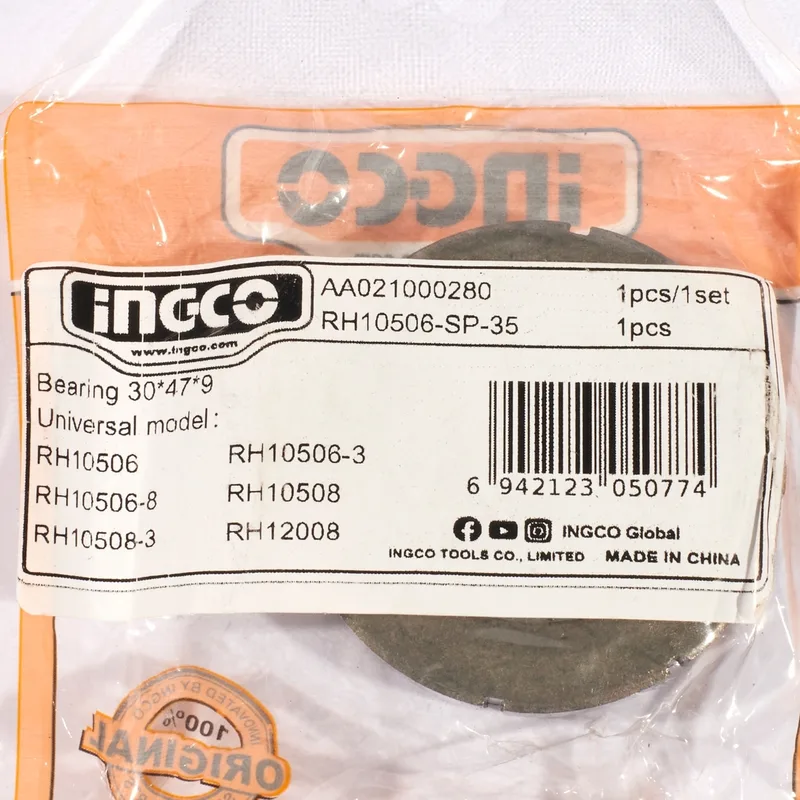 INGCO
INGCO
www.ingco.com
AA021000280 1pcs/1set
RH10506-SP-35 1pcs
Bearing 30*47*9
Universal model:
RH10506 RH10506-3
RH10506-8 RH10508
RH10508-3 RH12008
6 942123 050774
INGCO Global
INGCO TOOLS CO., LIMITED MADE IN CHINA
INNOVATED BY INGCO
100%
ORIGINAL